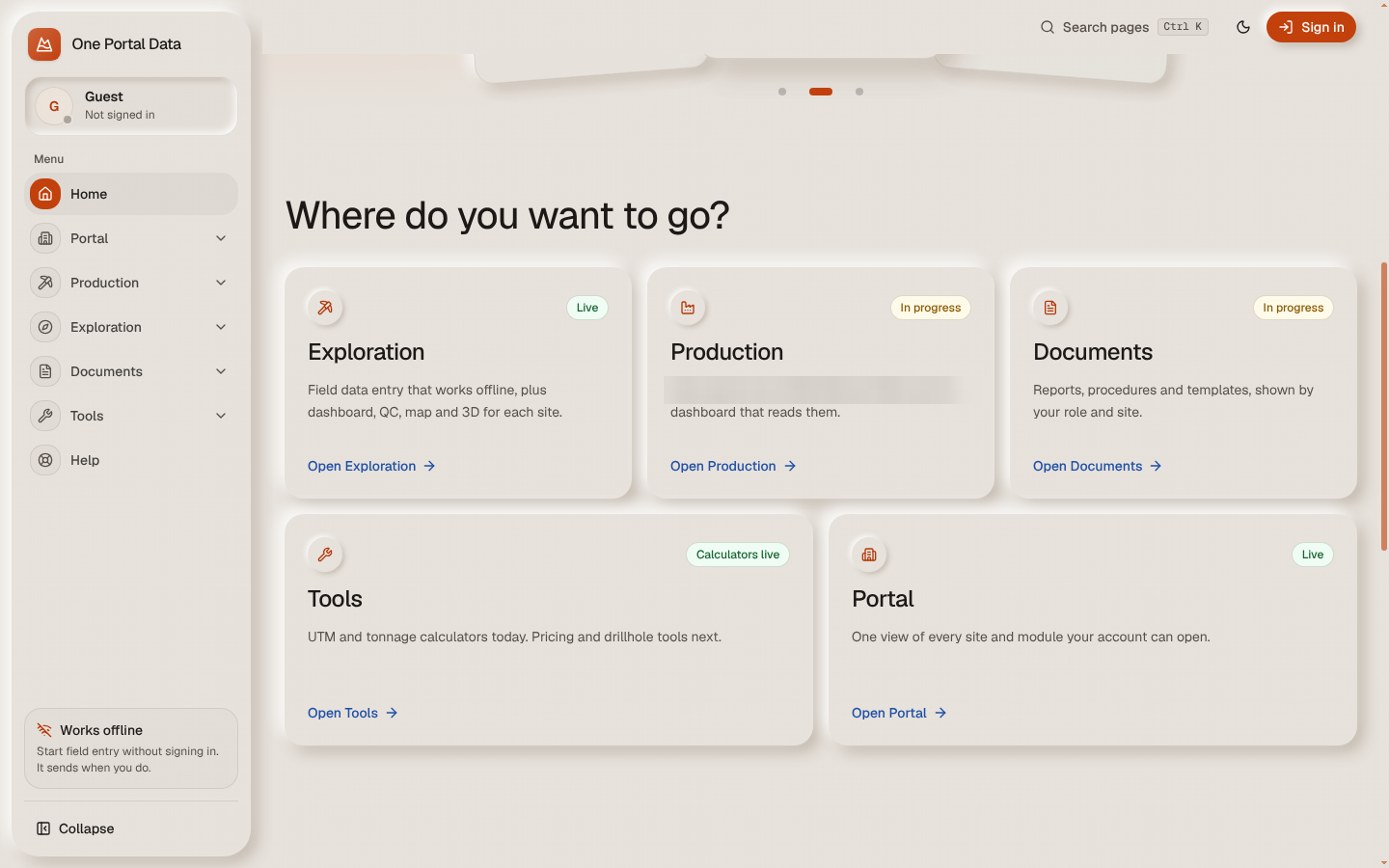 One Portal Data
Search pages
Ctrl K
Sign in
G
Guest
Not signed in
Menu
Home
Portal
Production
Exploration
Documents
Tools
Help
Works offline
Start field entry without signing in.
It sends when you do.
Collapse
Where do you want to go?
Live
Exploration
Field data entry that works offline, plus
dashboard, QC, map and 3D for each site.
Open Exploration
In progress
Production
dashboard that reads them.
Open Production
In progress
Documents
Reports, procedures and templates, shown by
your role and site.
Open Documents
Calculators live
Tools
UTM and tonnage calculators today. Pricing and drillhole tools next.
Open Tools
Live
Portal
One view of every site and module your account can open.
Open Portal